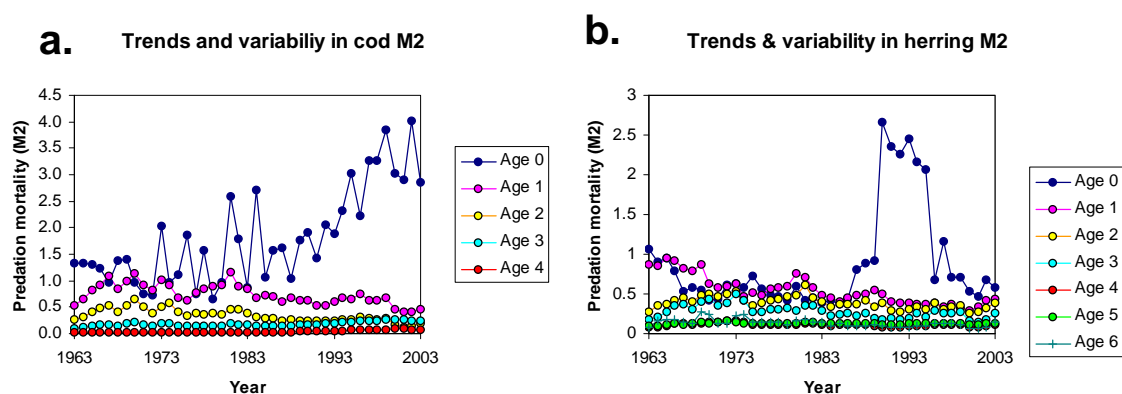 a.
Trends and variabiliy in cod M2
Predation mortality (M2)
4.5
4.0
3.5
3.0
2.5
2.0
1.5
1.0
0.5
0.0
1963 1973 1983 1993 2003
Year
Age 0
Age 1
Age 2
Age 3
Age 4
b.
Trends & variability in herring M2
Predation mortality (M2)
3
2.5
2
1.5
1
0.5
0
1963 1973 1983 1993 2003
Year
Age 0
Age 1
Age 2
Age 3
Age 4
Age 5
Age 6